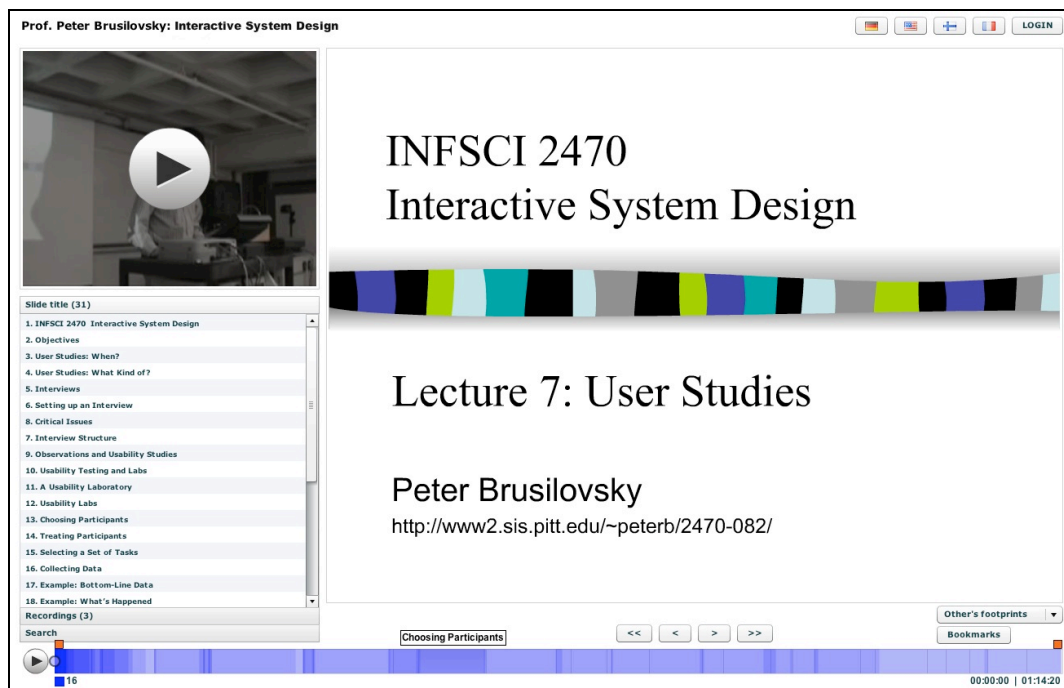 Prof. Peter Brusilovsky: Interactive System Design
LOGIN
INFSCI 2470
Interactive System Design
Lecture 7: User Studies
Peter Brusilovsky
http://www2.sis.pitt.edu/~peterb/2470-082/
Slide title (31)
1. INFSCI 2470 Interactive System Design
2. Objectives
3. User Studies: When?
4. User Studies: What Kind of?
5. Interviews
6. Setting up an Interview
8. Critical Issues
7. Interview Structure
9. Observations and Usability Studies
10. Usability Testing and Labs
11. A Usability Laboratory
12. Usability Labs
13. Choosing Participants
14. Treating Participants
15. Selecting a Set of Tasks
16. Collecting Data
17. Example: Bottom-Line Data
18. Example: What's Happened
Recordings (3)
Search
Choosing Participants
<< < > >>
Other's footprints
Bookmarks
16
00:00:00 | 01:14:20